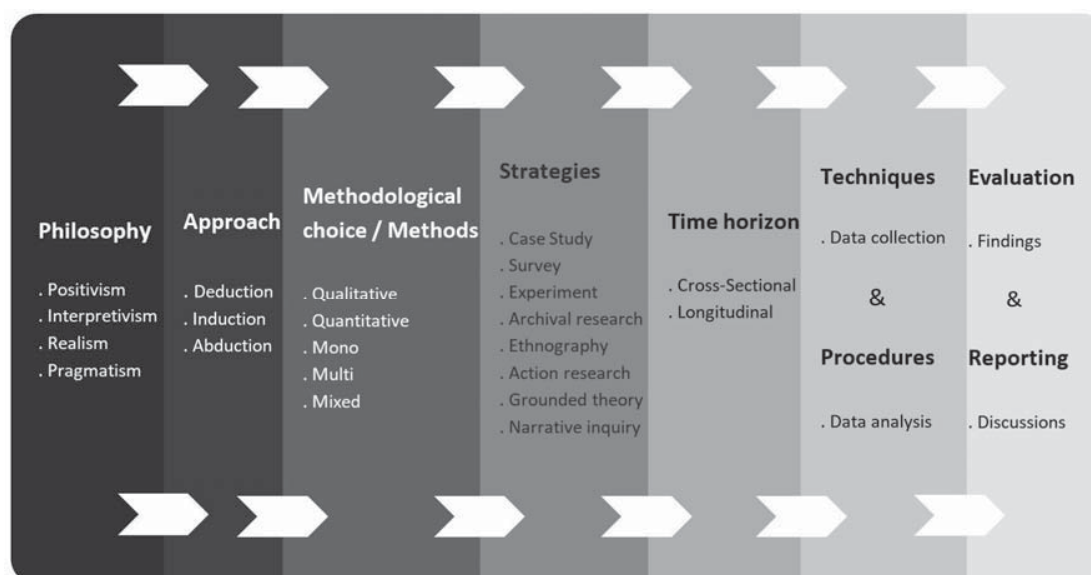 Philosophy
. Positivism
. Interpretivism
. Realism
. Pragmatism
Approach
. Deduction
. Induction
. Abduction
Methodological
choice / Methods
. Qualitative
. Quantitative
. Mono
. Multi
. Mixed
Strategies
. Case Study
. Survey
. Experiment
. Archival research
. Ethnography
. Action research
. Grounded theory
. Narrative inquiry
Time horizon
. Cross-Sectional
. Longitudinal
Techniques
. Data collection
&
Procedures
. Data analysis
Evaluation
. Findings
&
Reporting
. Discussions